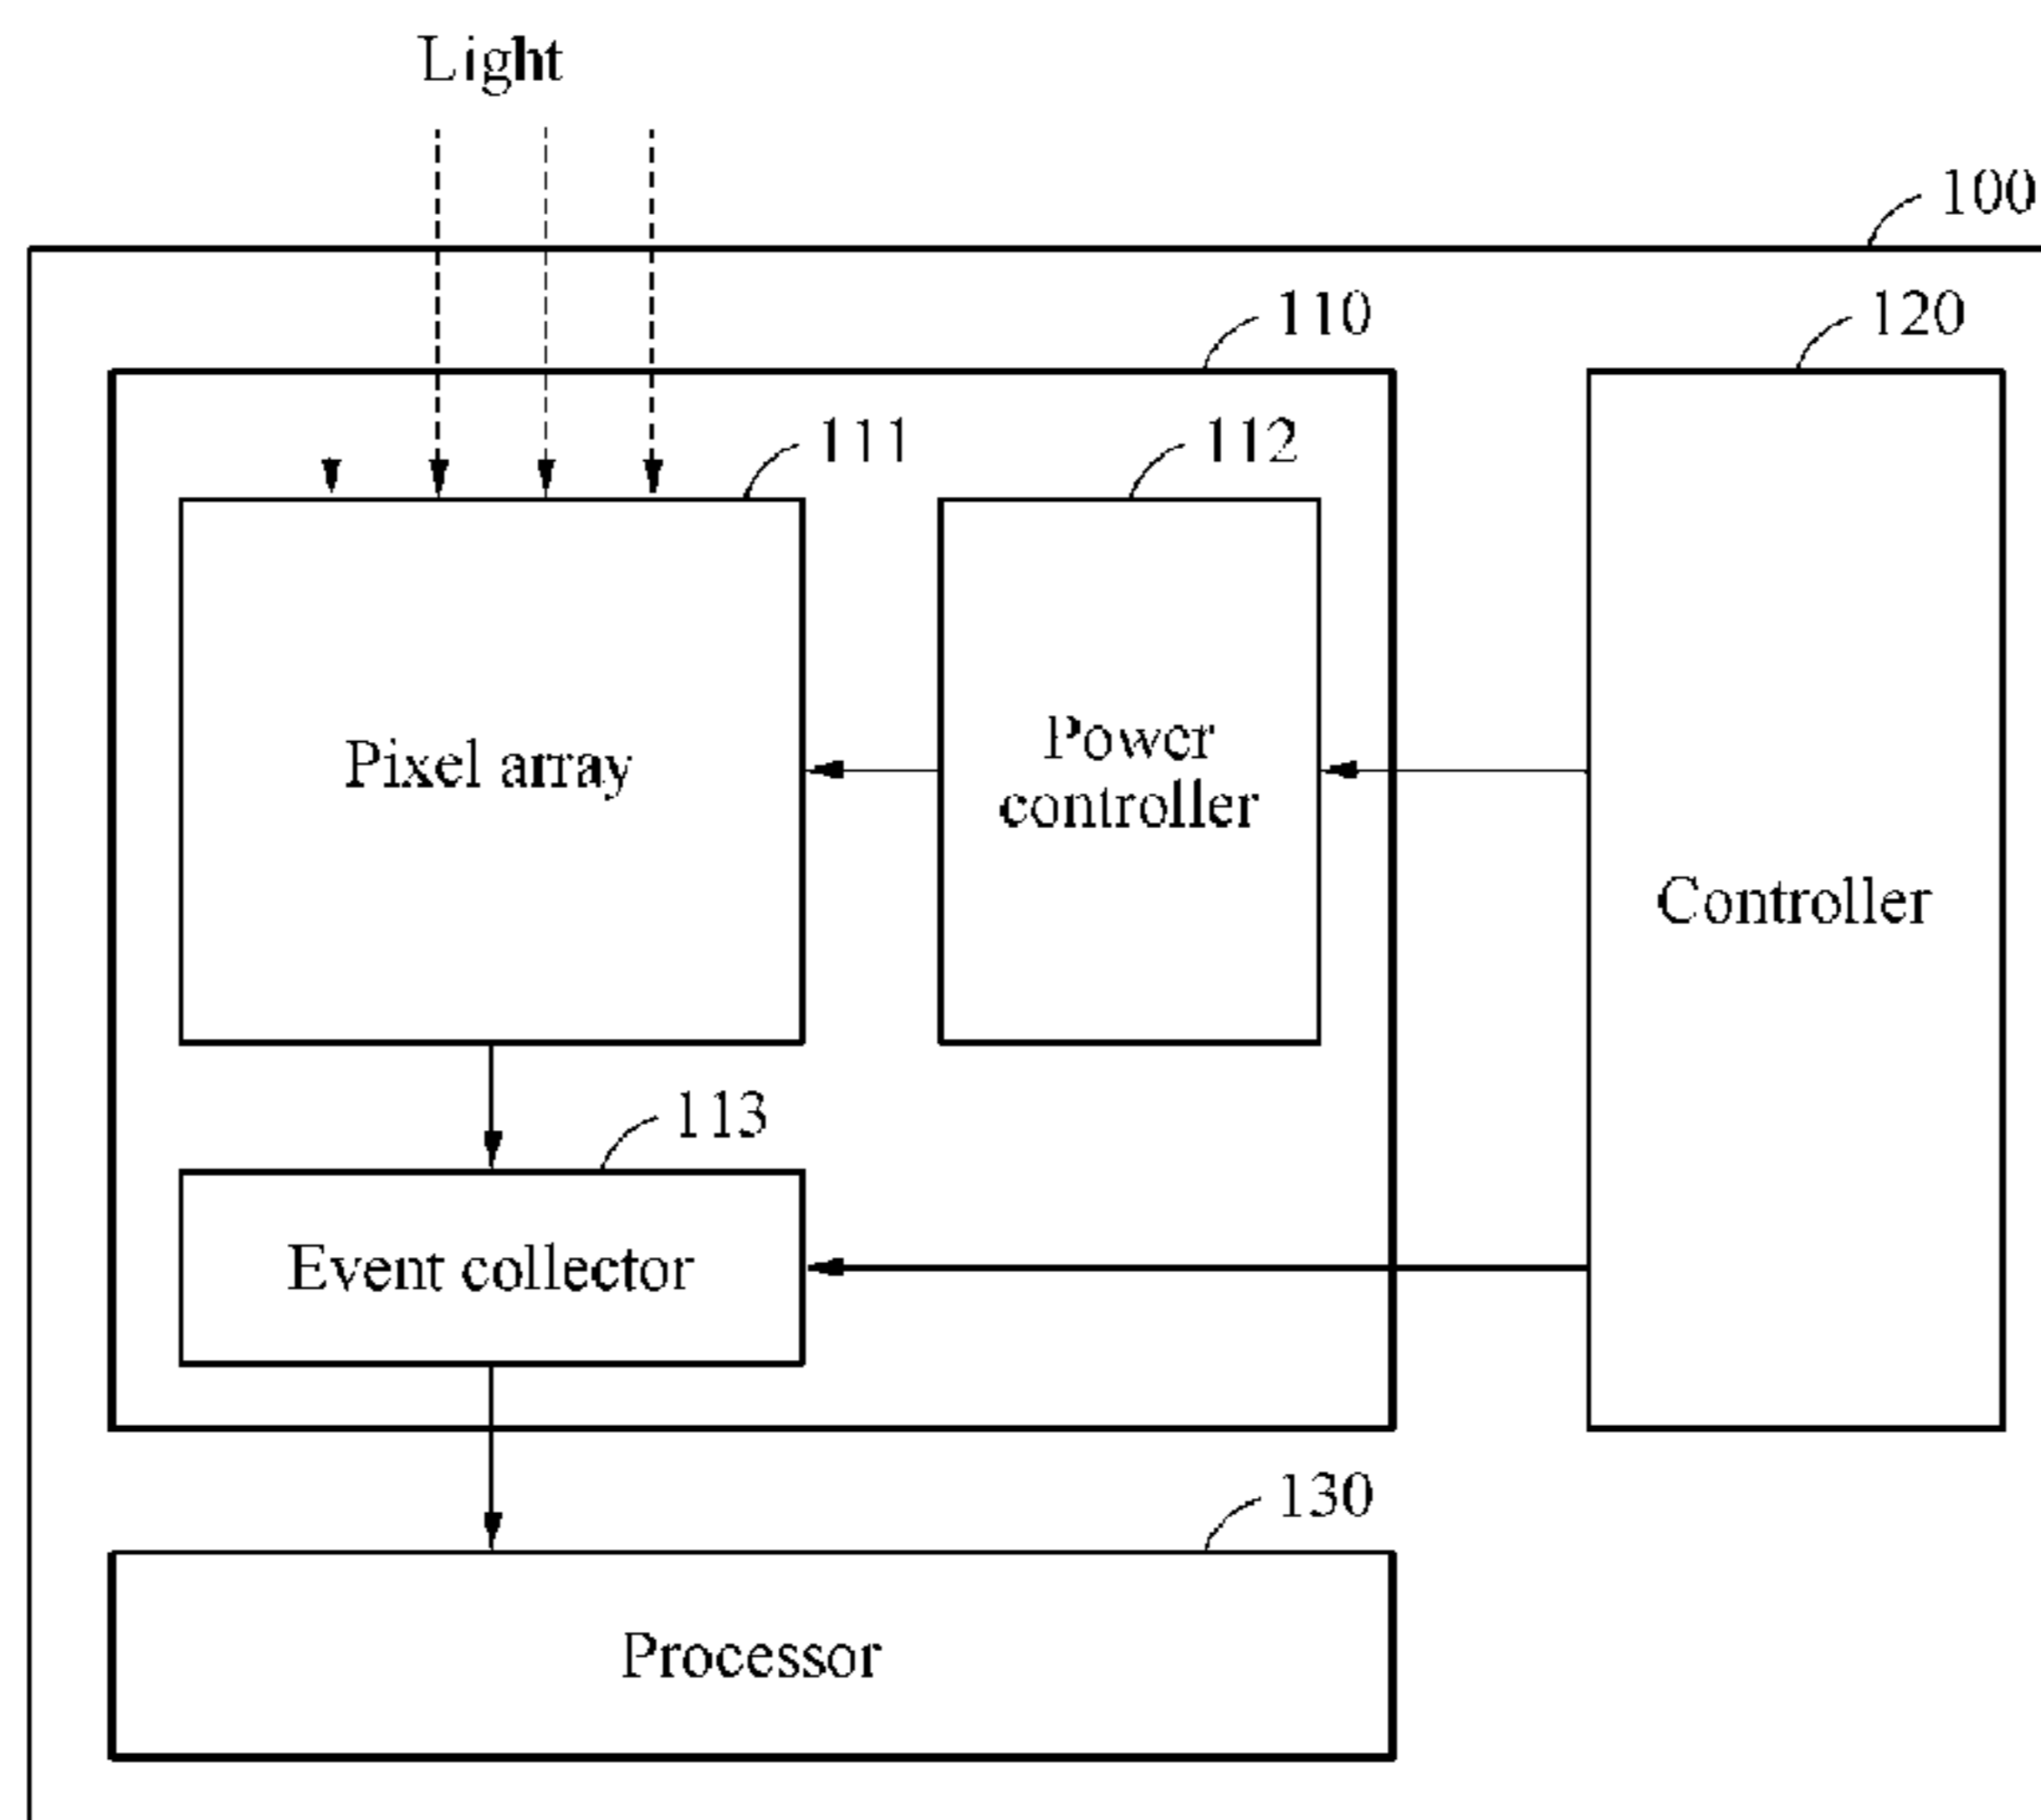 Light
100
110
120
111
112
Pixel array
Power
controller
Controller
113
Event collector
130
Processor